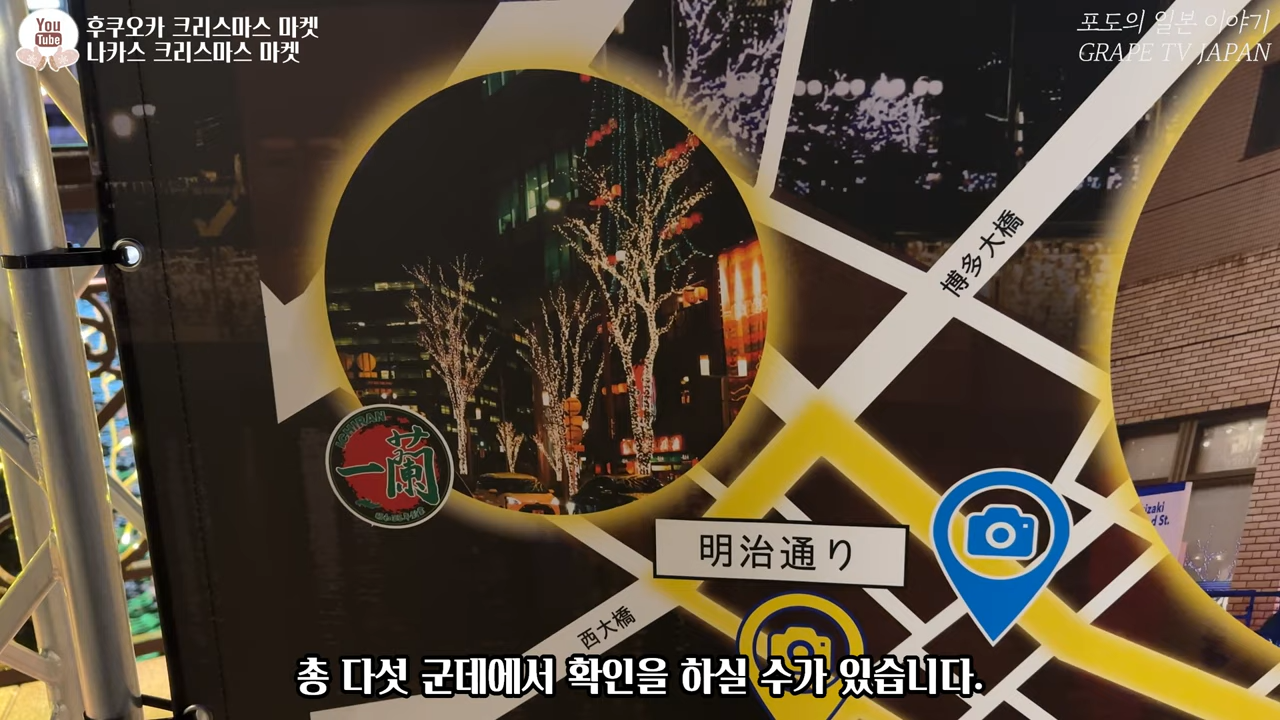 You
Tube
후쿠오카 크리스마스 마켓
나카스 크리스마스 마켓
포도의 일본 이야기
GRAPE TV JAPAN
博多大橋
ICHIRAN
一蘭
明治通り
西大橋
총 다섯 군데에서 확인을 하실 수가 있습니다.